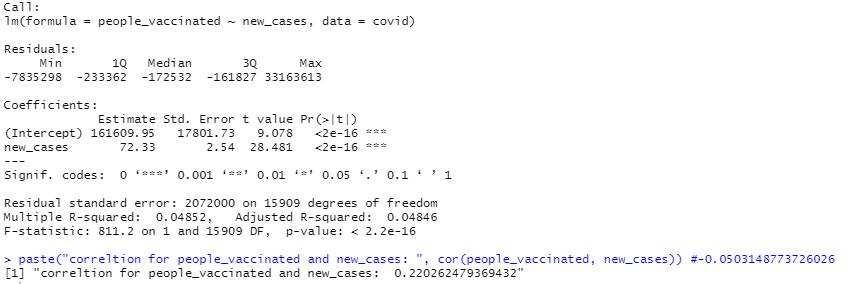 Call:
lm(formula = people_vaccinated ~ new_cases, data = covid)
Residuals:
Min 1Q Median 3Q Max
-7835298 -233362 -172532 -161827 33163613
Coefficients:
Estimate Std. Error t value Pr(>|t|)
(Intercept) 161609.95 17801.73 9.078 <2e-16 ***
new_cases 72.33 2.54 28.481 <2e-16 ***
---
Signif. codes: 0 ‘***’ 0.001 ‘**’ 0.01 ‘*’ 0.05 ‘.’ 0.1 ‘ ’ 1
Residual standard error: 2072000 on 15909 degrees of freedom
Multiple R-squared: 0.04852, Adjusted R-squared: 0.04846
F-statistic: 811.2 on 1 and 15909 DF, p-value: < 2.2e-16
> paste("correltion for people_vaccinated and new_cases: ", cor(people_vaccinated, new_cases)) #-0.0503148773726026
[1] "correltion for people_vaccinated and new_cases:  0.220262479369432"